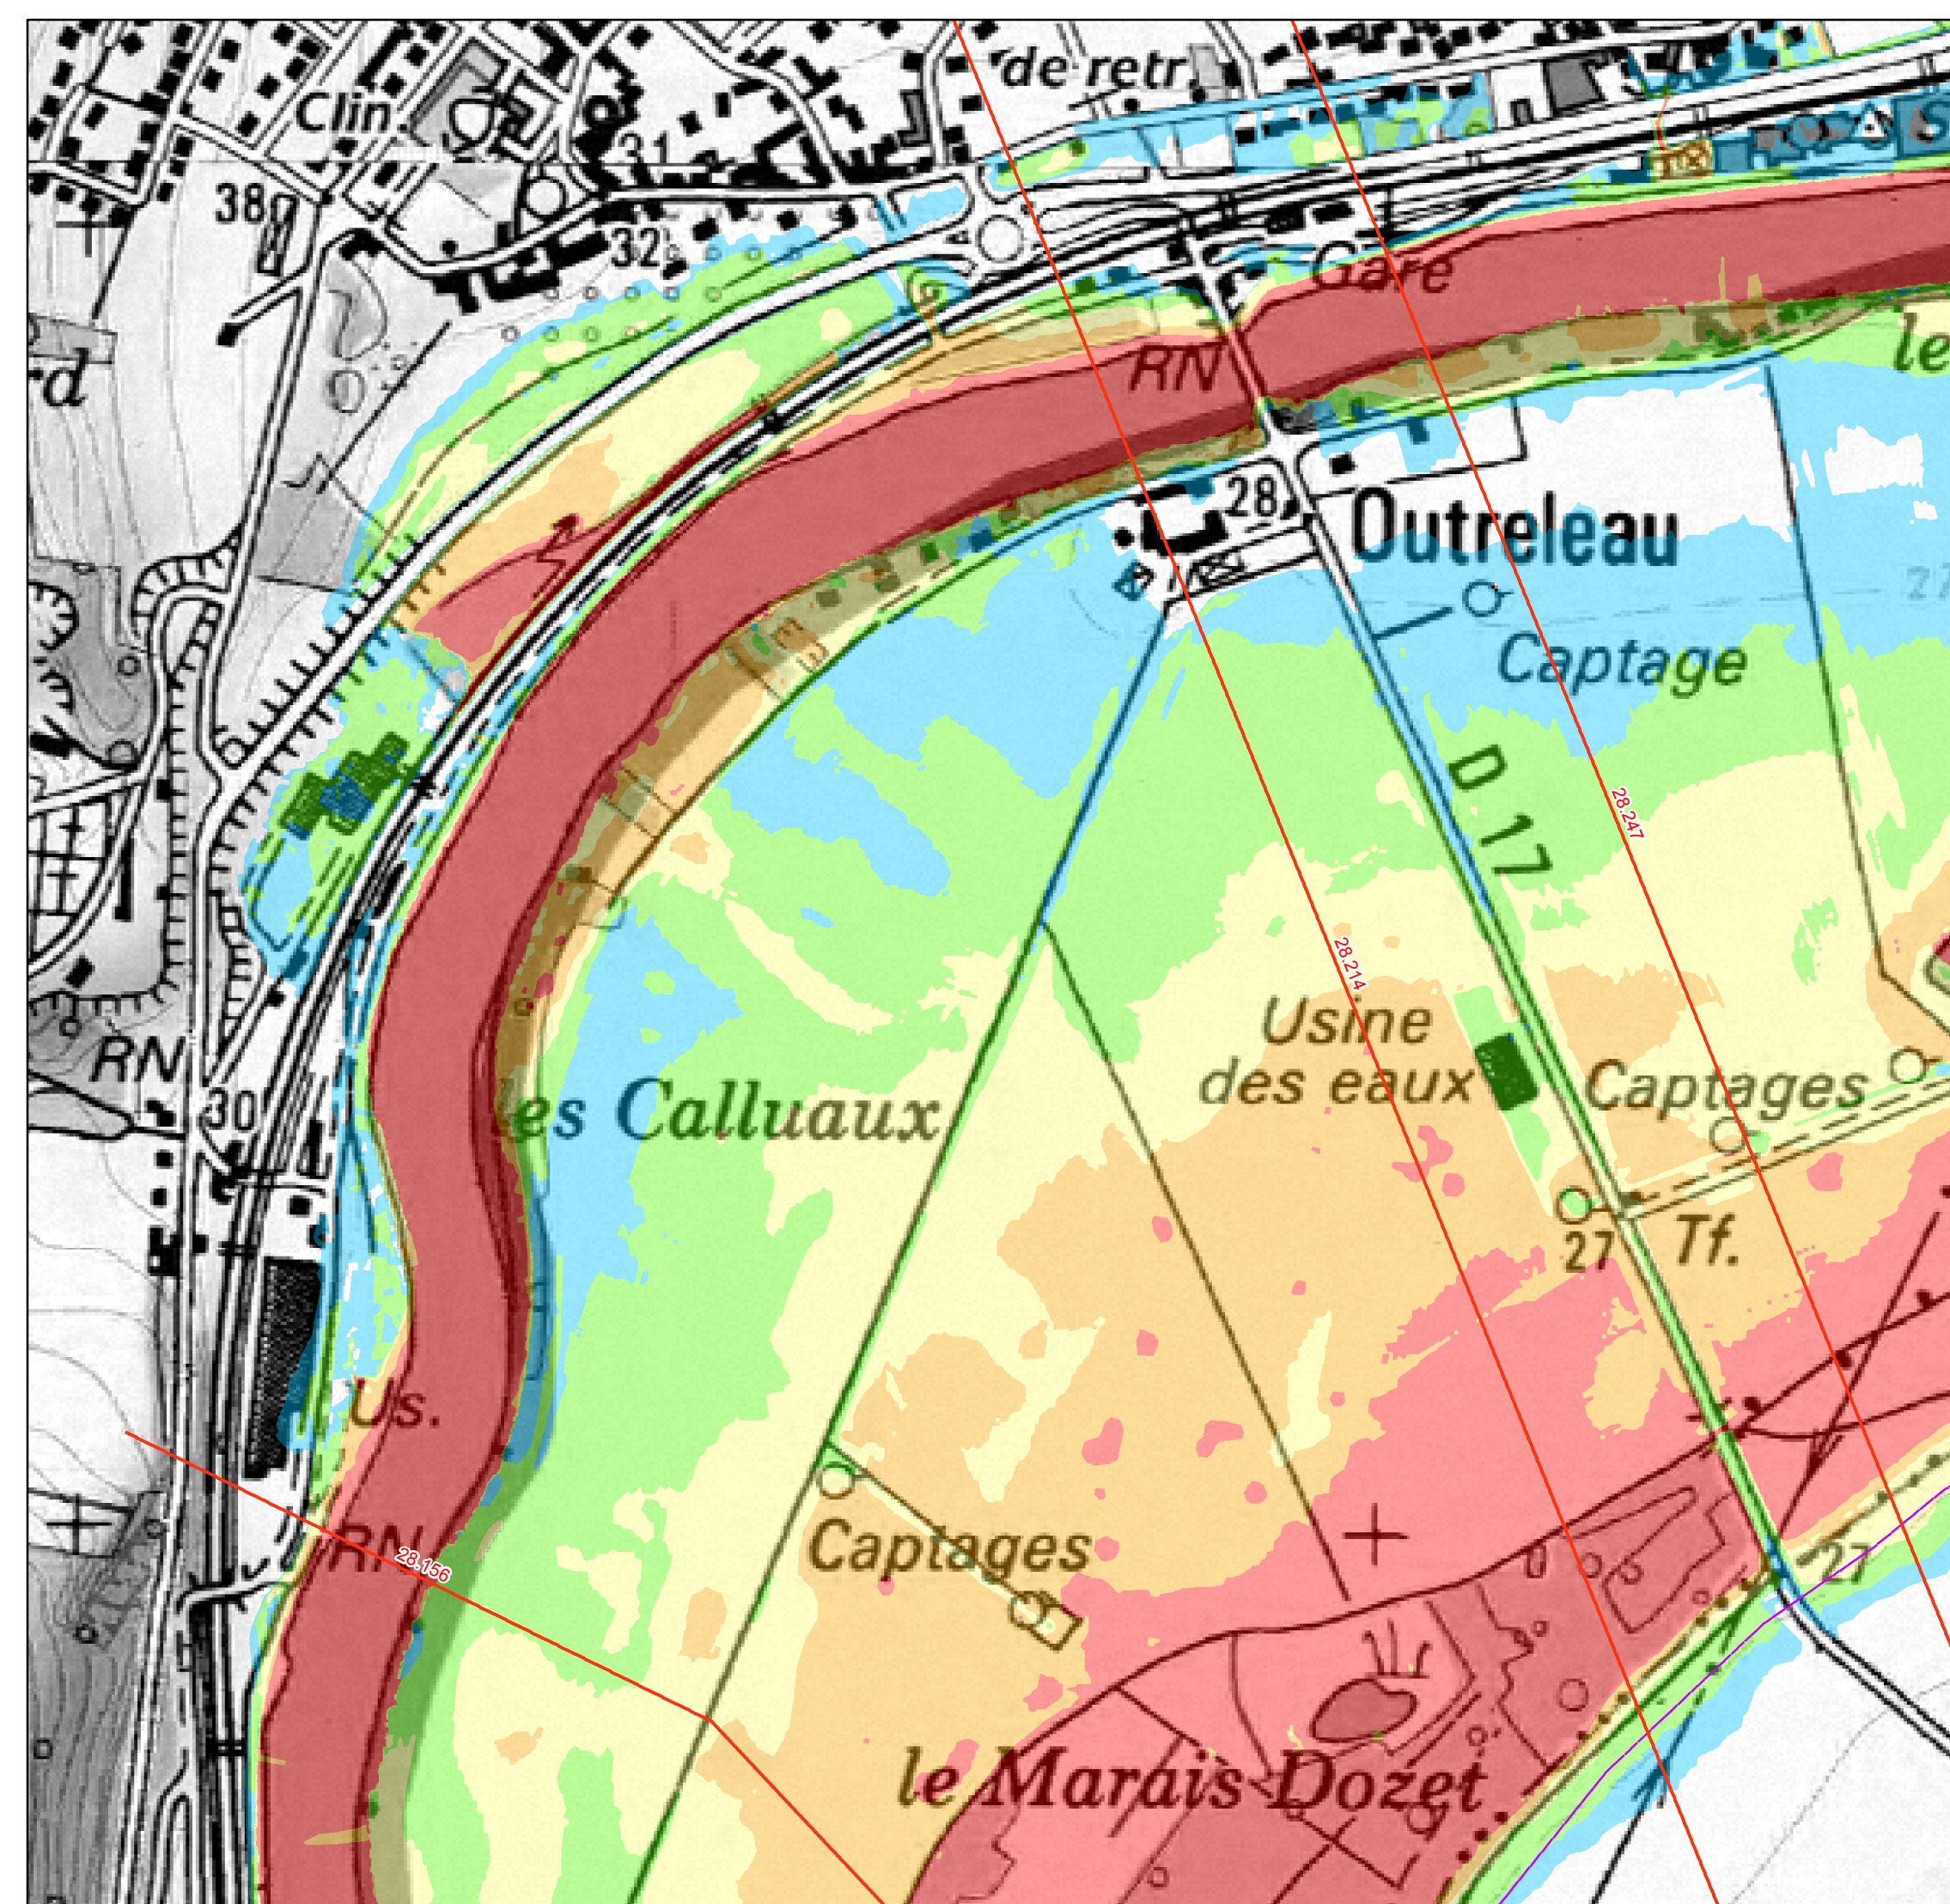 de retr.
Clin.
31
38
32
Gare
le
rd
RN
28
Outreleau
27
Captage
D 17
28.247
28.214
Usine
des eaux
Captages
RN
30
les Calluaux
27
Tf.
Us.
RN
28.156
Captages
27
le Marais Dozet